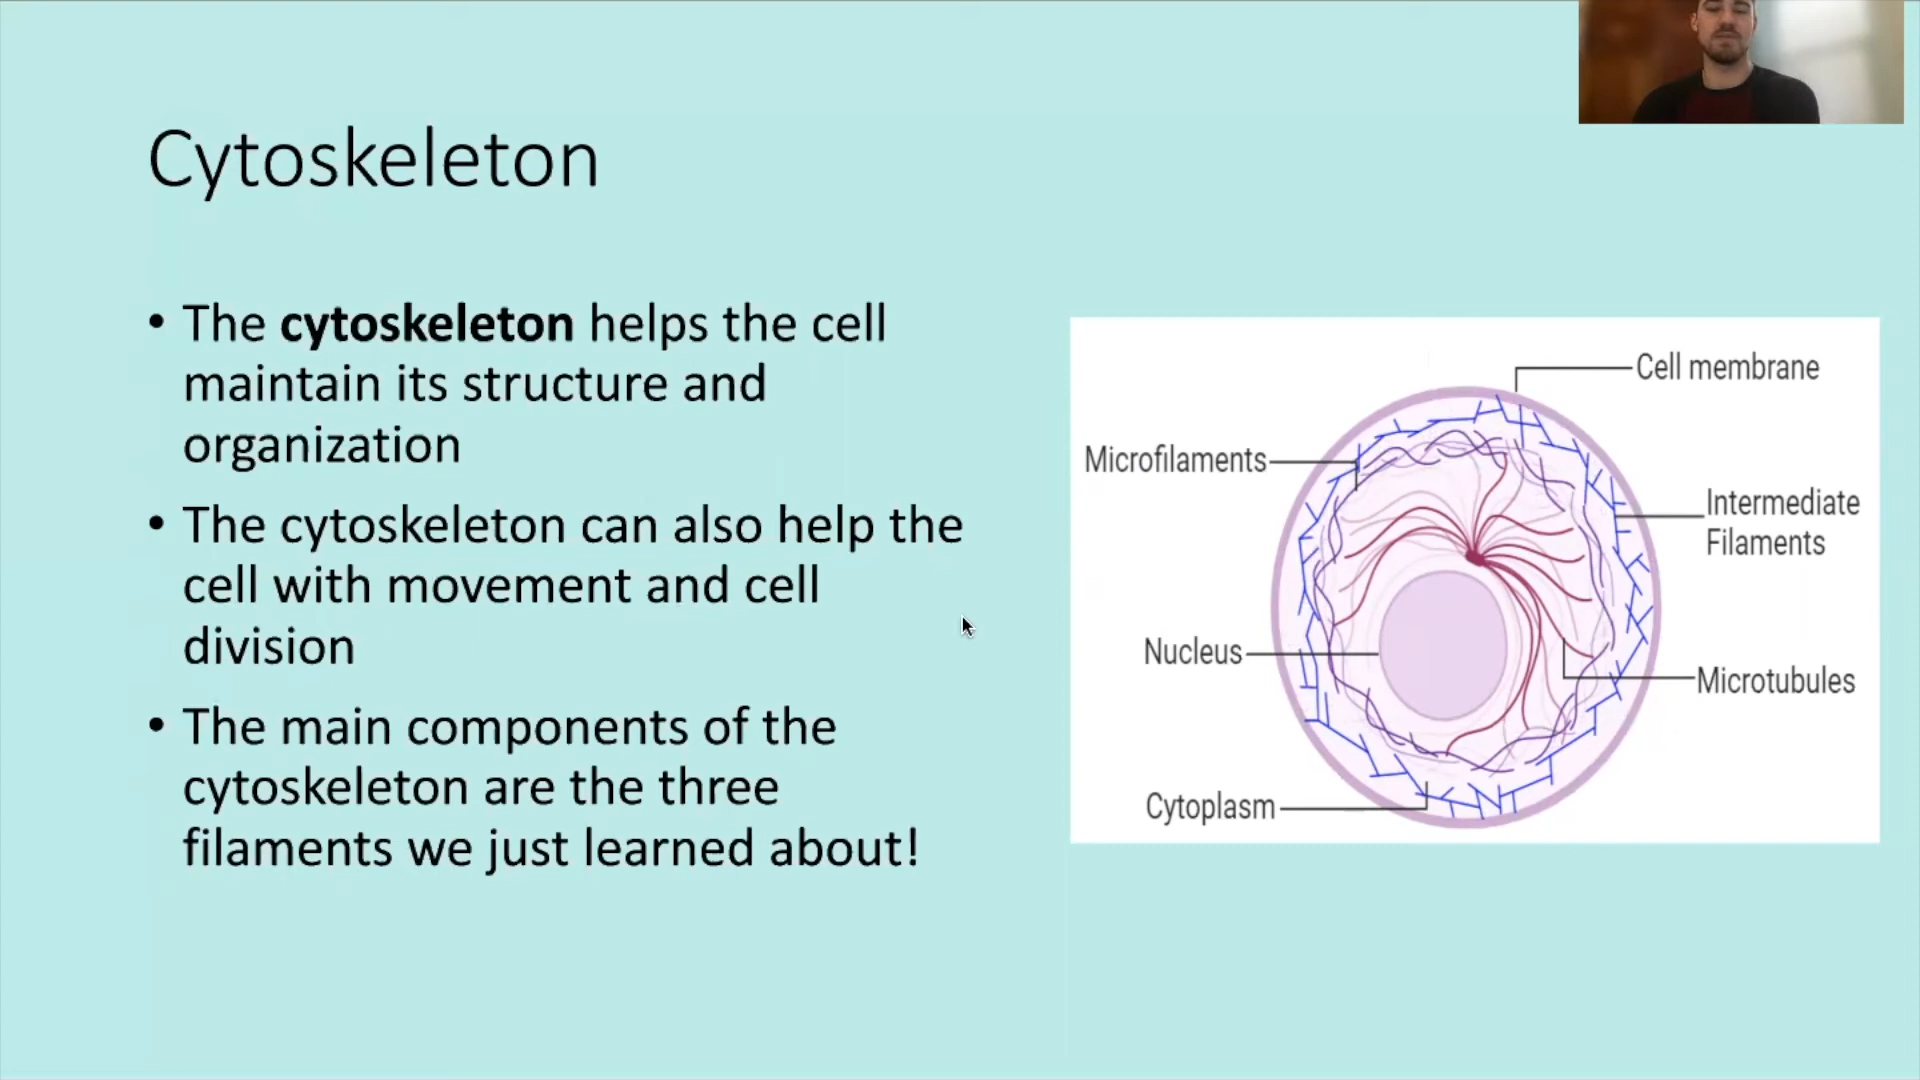 Cytoskeleton
• The cytoskeleton helps the cell
maintain its structure and
organization
• The cytoskeleton can also help the
cell with movement and cell
division
• The main components of the
cytoskeleton are the three
filaments we just learned about!
Cell membrane
Microfilaments
Intermediate
Filaments
Nucleus
Microtubules
Cytoplasm